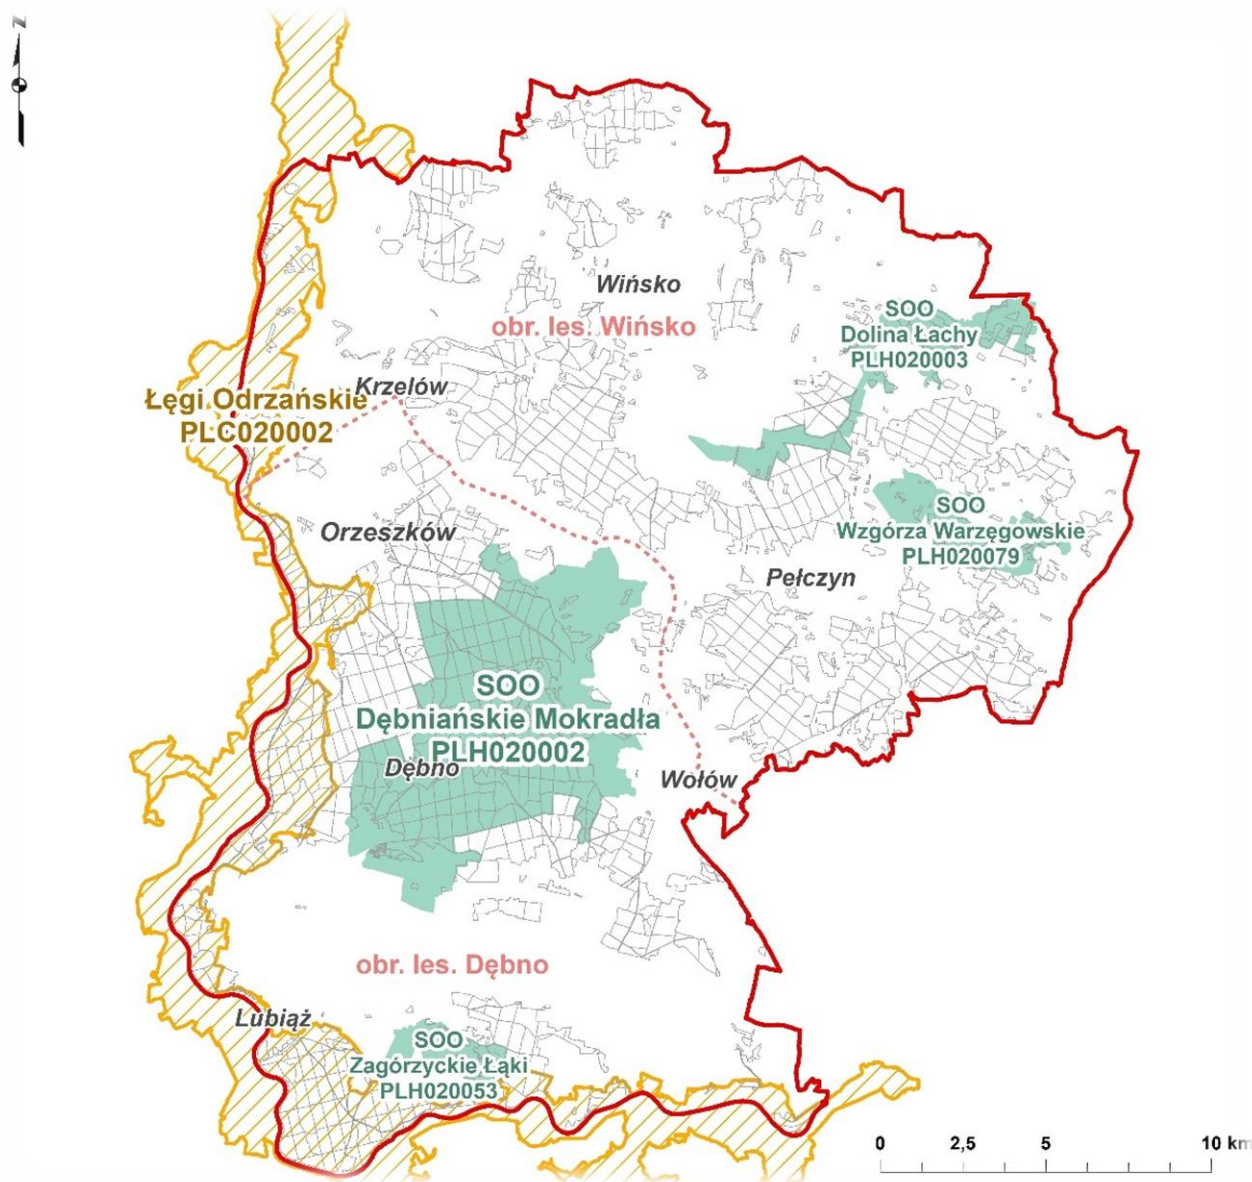 N
Wińsko
obr. les. Wińsko
SOO
Dolina Łachy
PLH020003
Krzelów
Łęgi Odrzańskie
PLC020002
SOO
Wzgórza Warzęgowskie
PLH020079
Orzeszków
Pełczyn
SOO
Dębniańskie Mokradła
PLH020002
Dębno
Wołów
obr. les. Dębno
Lubiąż
SOO
Zagórzyckie Łąki
PLH020053
0 2,5 5 10 km